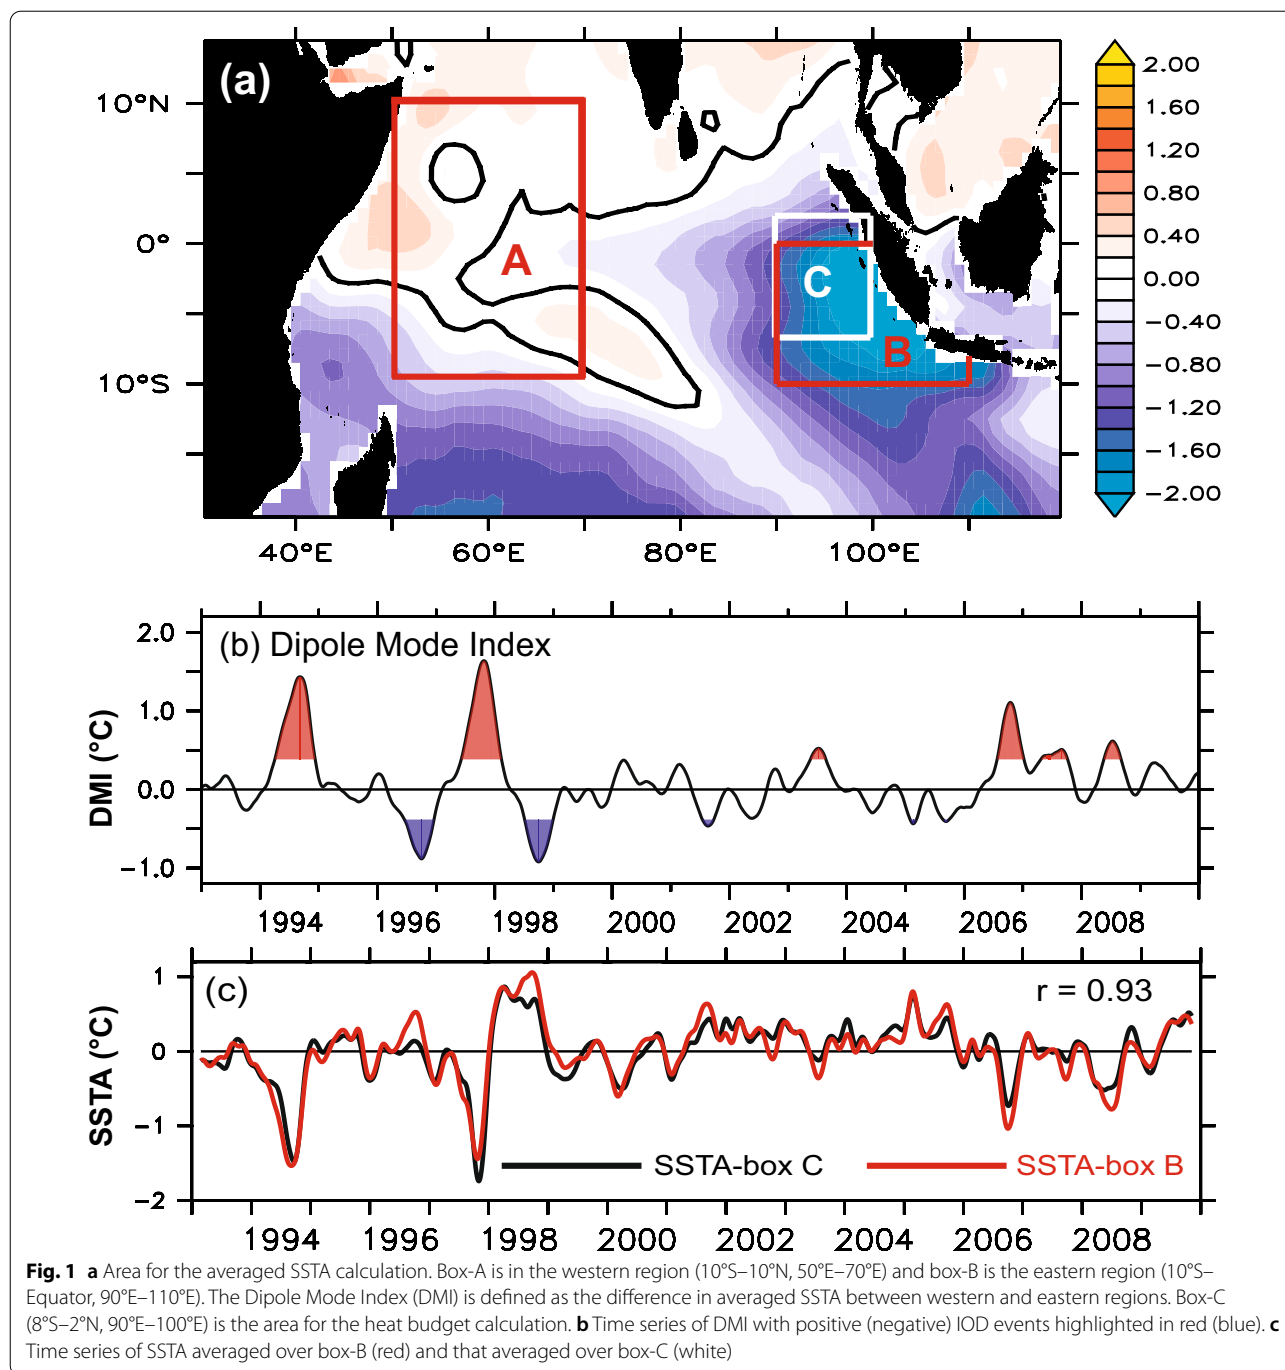 (a)
10°N
0°
10°S
A
C
B
40°E 60°E 80°E 100°E
2.00
1.60
1.20
0.80
0.40
0.00
−0.40
−0.80
−1.20
−1.60
−2.00
(b) Dipole Mode Index
DMI (°C)
2.0
1.0
0.0
−1.0
1994 1996 1998 2000 2002 2004 2006 2008
(c)
r = 0.93
SSTA (°C)
1
0
−1
−2
SSTA-box C SSTA-box B
1994 1996 1998 2000 2002 2004 2006 2008
Fig. 1 a Area for the averaged SSTA calculation. Box-A is in the western region (10°S–10°N, 50°E–70°E) and box-B is the eastern region (10°S–
Equator, 90°E–110°E). The Dipole Mode Index (DMI) is defined as the difference in averaged SSTA between western and eastern regions. Box-C
(8°S–2°N, 90°E–100°E) is the area for the heat budget calculation. b Time series of DMI with positive (negative) IOD events highlighted in red (blue). c
Time series of SSTA averaged over box-B (red) and that averaged over box-C (white)